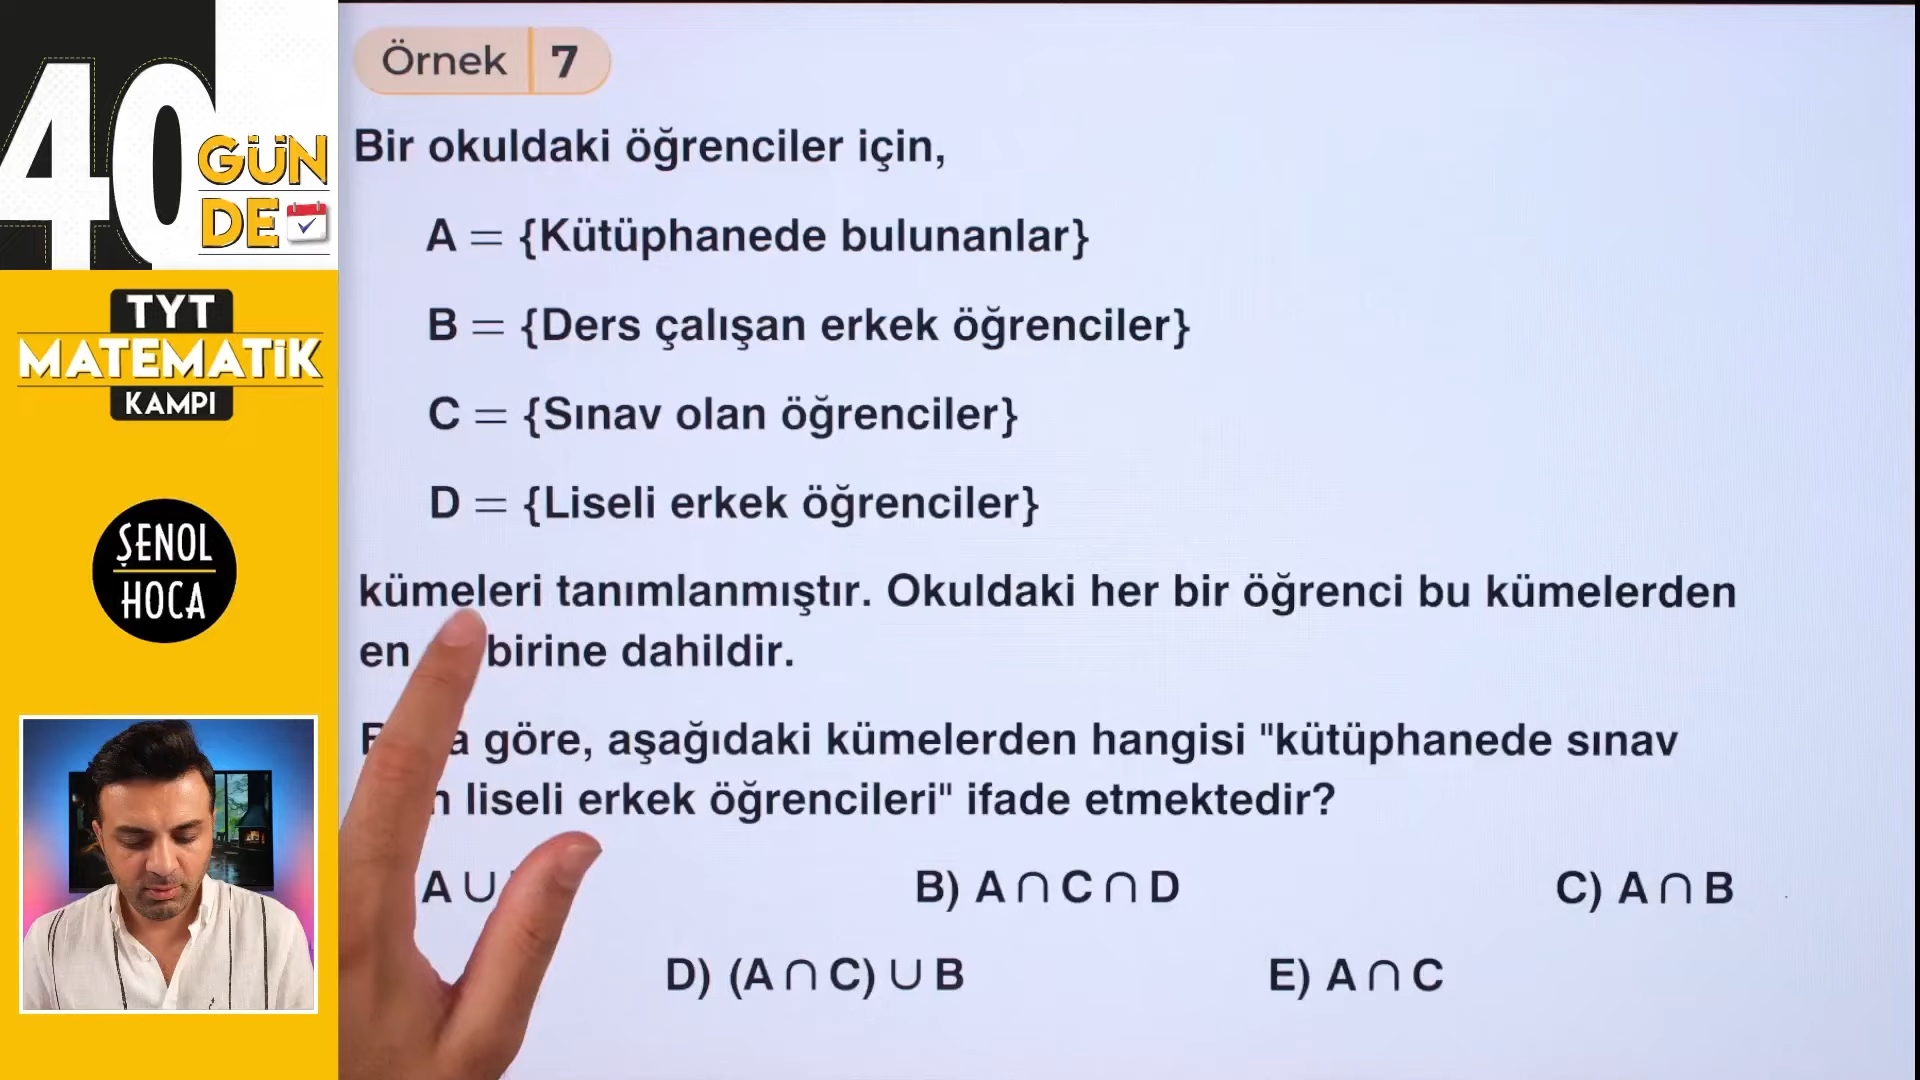 40
GÜN
DE
TYT
MATEMATİK
KAMPI
ŞENOL
HOCA
Örnek 7
Bir okuldaki öğrenciler için,
A = {Kütüphanede bulunanlar}
B = {Ders çalışan erkek öğrenciler}
C = {Sınav olan öğrenciler}
D = {Liseli erkek öğrenciler}
kümeleri tanımlanmıştır. Okuldaki her bir öğrenci bu kümelerden
en birine dahildir.
göre, aşağıdaki kümelerden hangisi "kütüphanede sınav
liseli erkek öğrencileri" ifade etmektedir?
A ∪
B) A ∩ C ∩ D
C) A ∩ B
D) (A ∩ C) ∪ B
E) A ∩ C